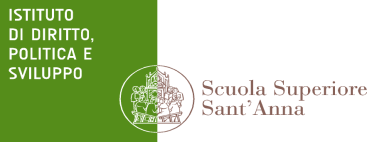 ISTITUTO
DI DIRITTO,
POLITICA E
SVILUPPO
Scuola Superiore
Sant'Anna